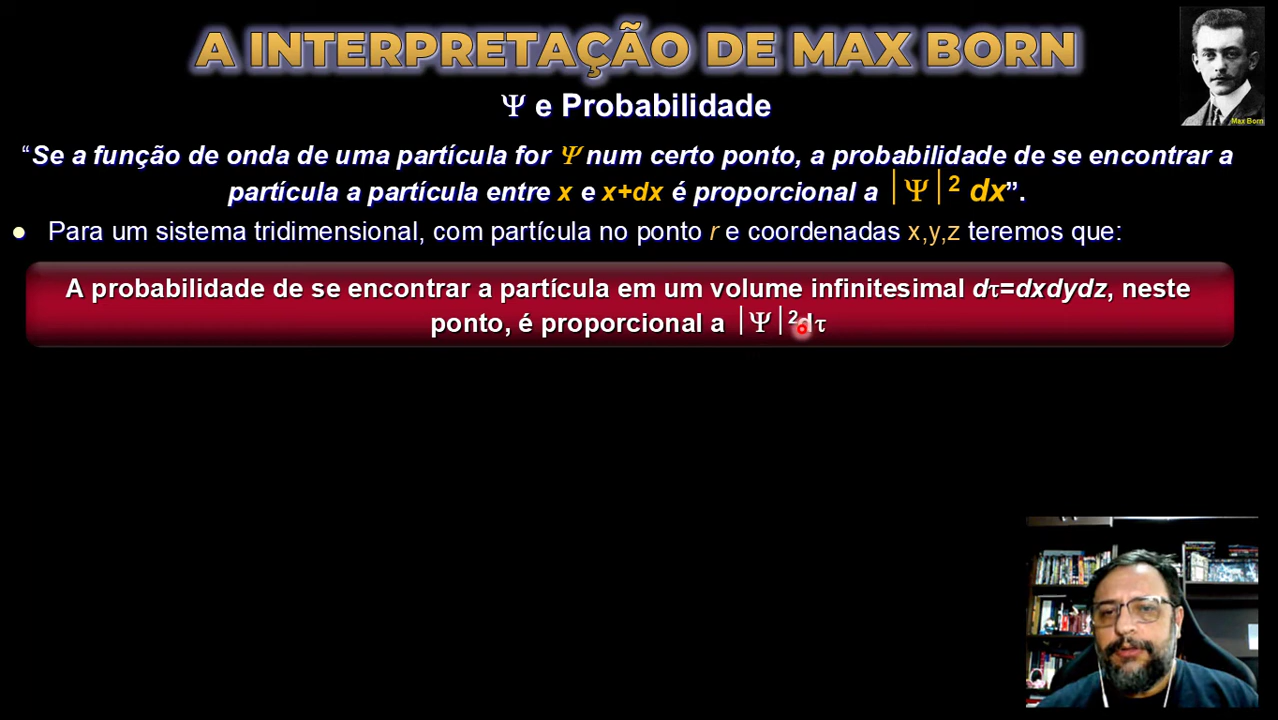 A INTERPRETAÇÃO DE MAX BORN
Max Born
Ψ e Probabilidade
“Se a função de onda de uma partícula for Ψ num certo ponto, a probabilidade de se encontrar a
partícula a partícula entre x e x+dx é proporcional a |Ψ|² dx”.
● Para um sistema tridimensional, com partícula no ponto r e coordenadas x,y,z teremos que:
A probabilidade de se encontrar a partícula em um volume infinitesimal dτ=dxdydz, neste
ponto, é proporcional a |Ψ|²dτ